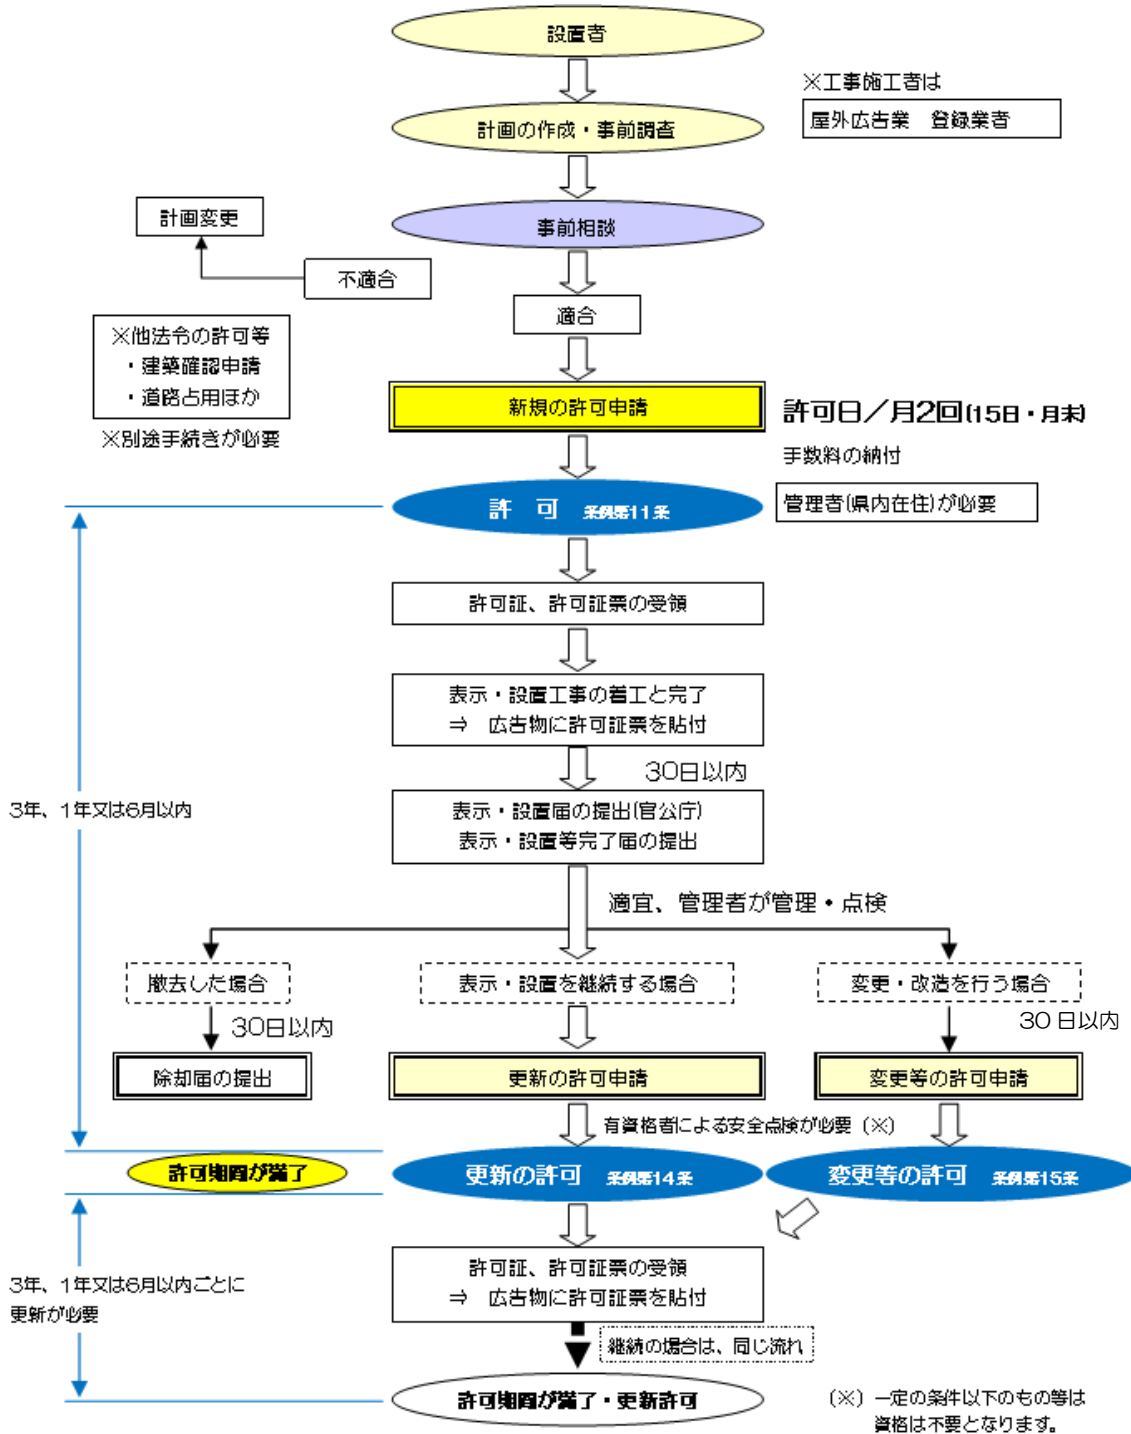 設置者
※工事施工者は
屋外広告業　登録業者
計画の作成・事前調査
事前相談
計画変更
不適合
適合
※他法令の許可等
・建築確認申請
・道路占用ほか
※別途手続きが必要
新規の許可申請
許可日／月2回(15日・月末)
手数料の納付
管理者(県内在住)が必要
許　可　条例第11条
許可証、許可証票の受領
表示・設置工事の着工と完了
⇒　広告物に許可証票を貼付
30日以内
3年、1年又は6月以内
表示・設置届の提出(官公庁)
表示・設置等完了届の提出
適宜、管理者が管理・点検
撤去した場合
表示・設置を継続する場合
変更・改造を行う場合
30日以内
30 日以内
除却届の提出
更新の許可申請
変更等の許可申請
有資格者による安全点検が必要（※）
許可期間が満了
更新の許可　条例第14条
変更等の許可　条例第15条
許可証、許可証票の受領
⇒　広告物に許可証票を貼付
3年、1年又は6月以内ごとに
更新が必要
継続の場合は、同じ流れ
許可期間が満了・更新許可
（※）一定の条件以下のもの等は
資格は不要となります。